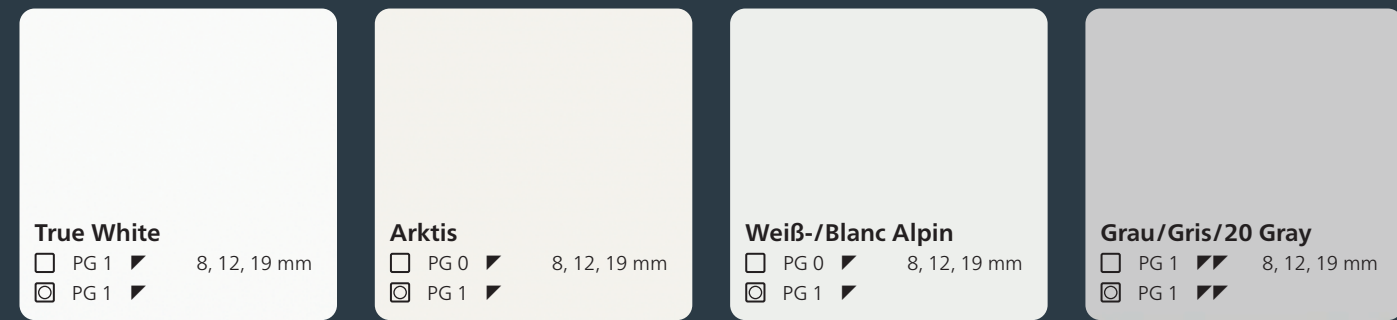 True White
PG 1 8, 12, 19 mm
PG 1
Arktis
PG 0 8, 12, 19 mm
PG 1
Weiß-/Blanc Alpin
PG 0 8, 12, 19 mm
PG 1
Grau/Gris/20 Gray
PG 1 8, 12, 19 mm
PG 1